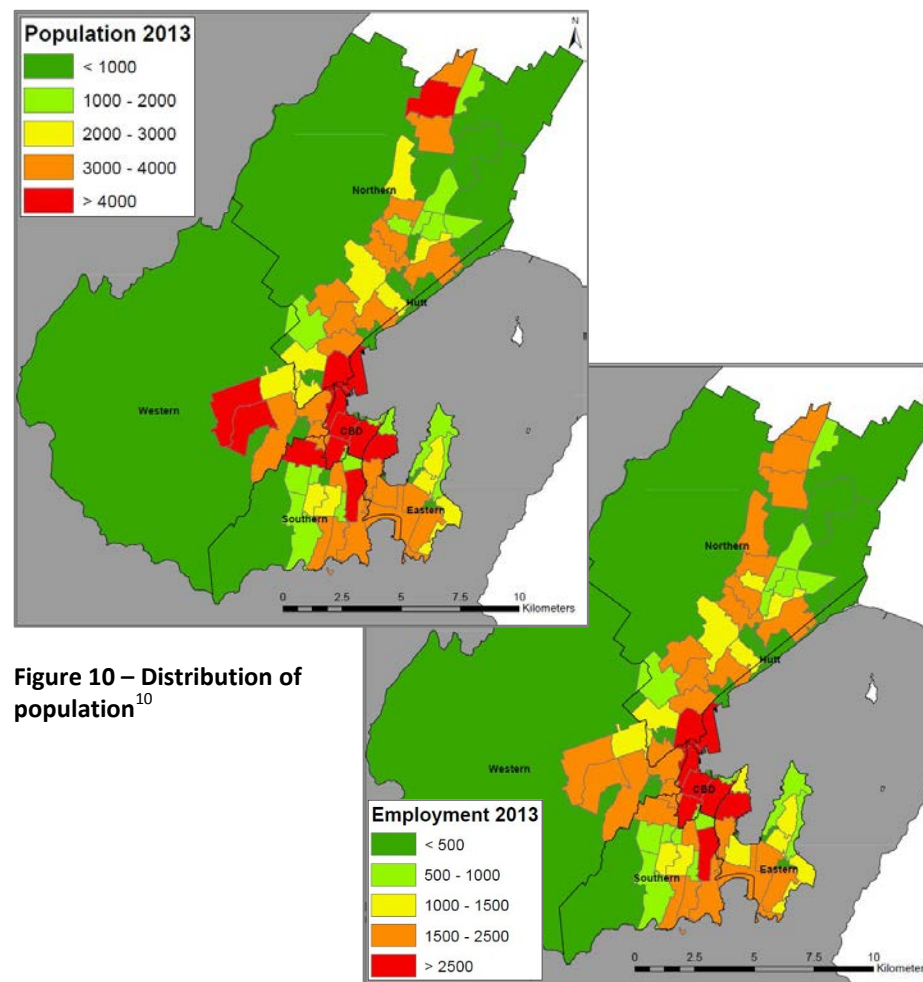 Population 2013
< 1000
1000 - 2000
2000 - 3000
3000 - 4000
> 4000
N
Northern
Hutt
Western
CBD
Southern
Eastern
0 2.5 5 7.5 10
Kilometers
Figure 10 – Distribution of
population10
Northern
Hutt
Western
CBD
Southern
Eastern
Employment 2013
< 500
500 - 1000
1000 - 1500
1500 - 2500
> 2500
0 2.5 5 7.5 10
Kilometer